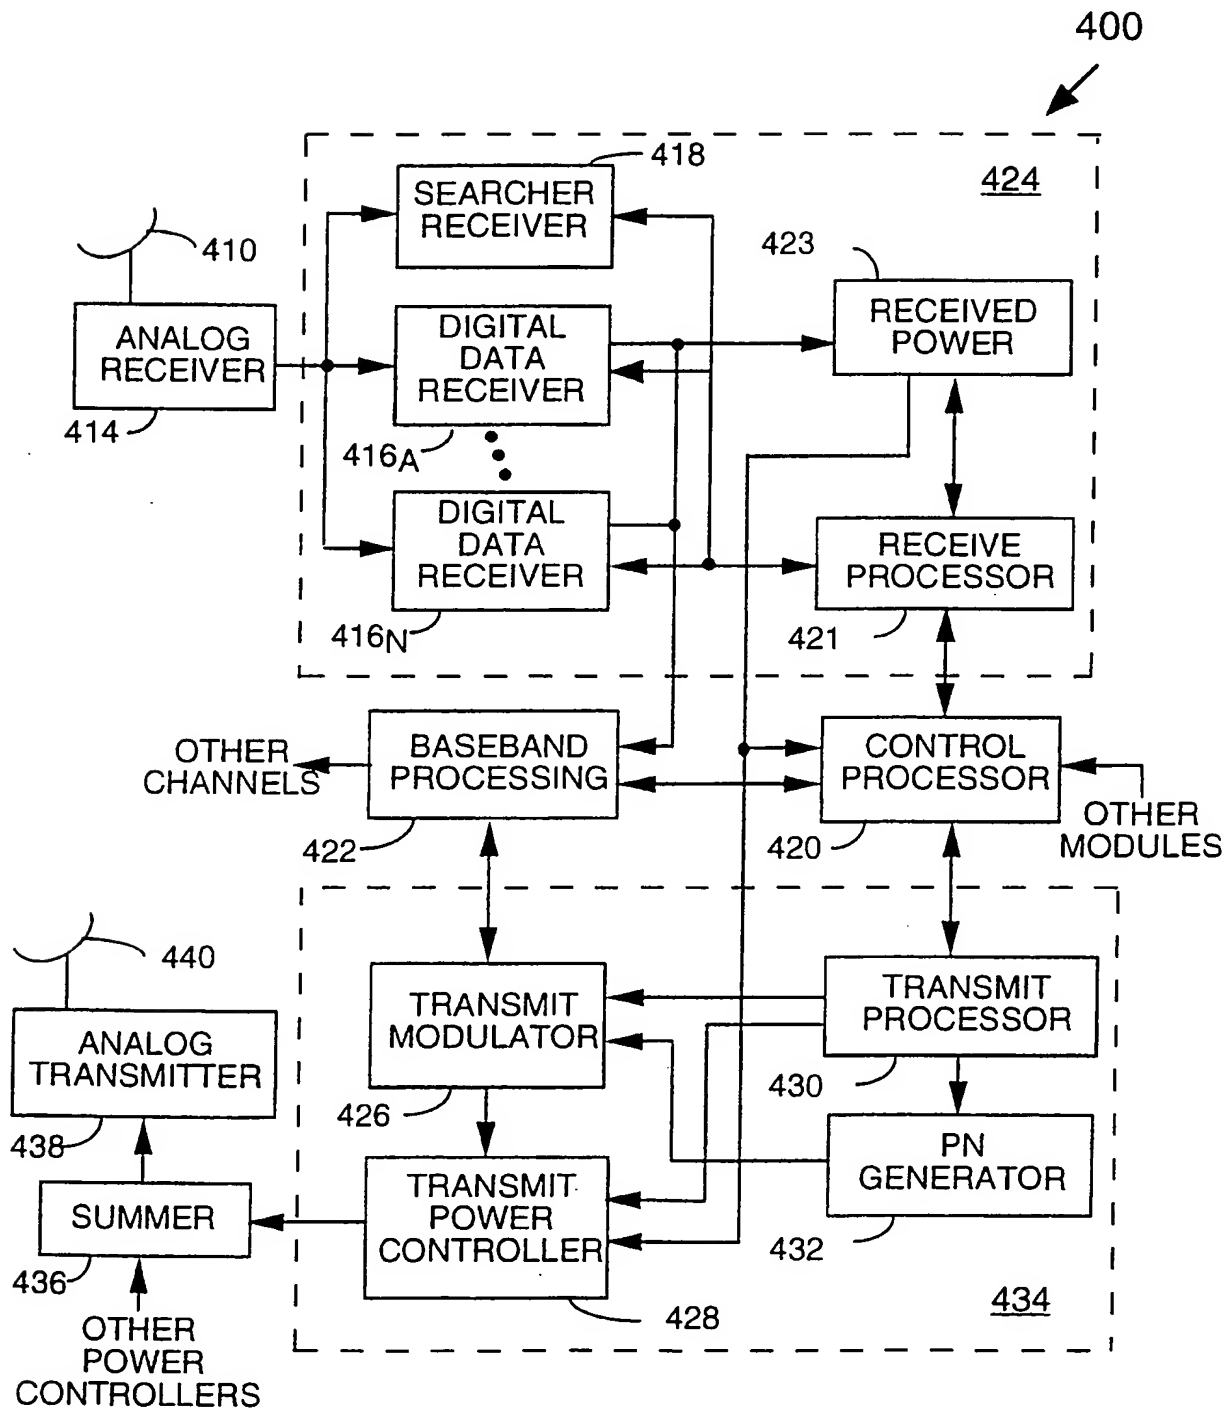 400
418
SEARCHER
RECEIVER
424
410
423
RECEIVED
POWER
ANALOG
RECEIVER
414
DIGITAL
DATA
RECEIVER
416A
DIGITAL
DATA
RECEIVER
416N
RECEIVE
PROCESSOR
421
OTHER
CHANNELS
BASEBAND
PROCESSING
422
CONTROL
PROCESSOR
420
OTHER
MODULES
440
ANALOG
TRANSMITTER
438
TRANSMIT
MODULATOR
426
TRANSMIT
PROCESSOR
430
PN
GENERATOR
432
SUMMER
436
TRANSMIT
POWER
CONTROLLER
428
434
OTHER
POWER
CONTROLLERS